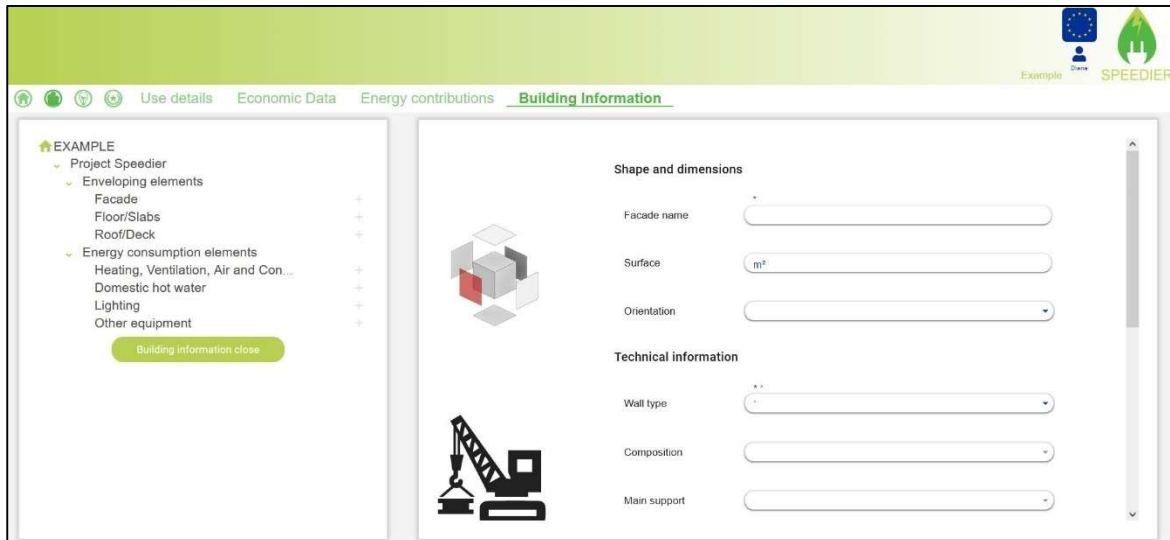 Example
Diana
SPEEDIER
Use details Economic Data Energy contributions Building Information
EXAMPLE
Project Speedier
Enveloping elements
Facade
Floor/Slabs
Roof/Deck
Energy consumption elements
Heating, Ventilation, Air and Con...
Domestic hot water
Lighting
Other equipment
Building information close
Shape and dimensions
*
Facade name
Surface m²
Orientation
Technical information
Wall type
Composition
Main support